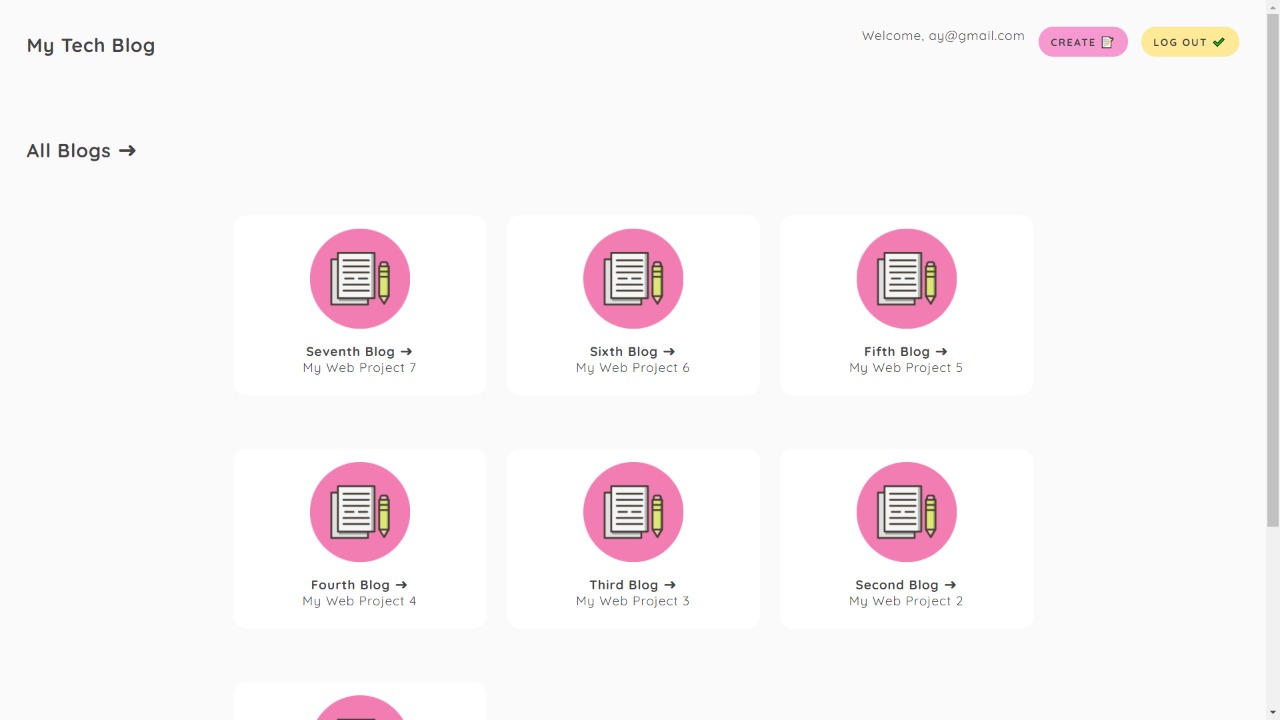 My Tech Blog
Welcome, ay@gmail.com
CREATE 📝
LOG OUT ✔
All Blogs ➜
Seventh Blog ➜
My Web Project 7
Sixth Blog ➜
My Web Project 6
Fifth Blog ➜
My Web Project 5
Fourth Blog ➜
My Web Project 4
Third Blog ➜
My Web Project 3
Second Blog ➜
My Web Project 2